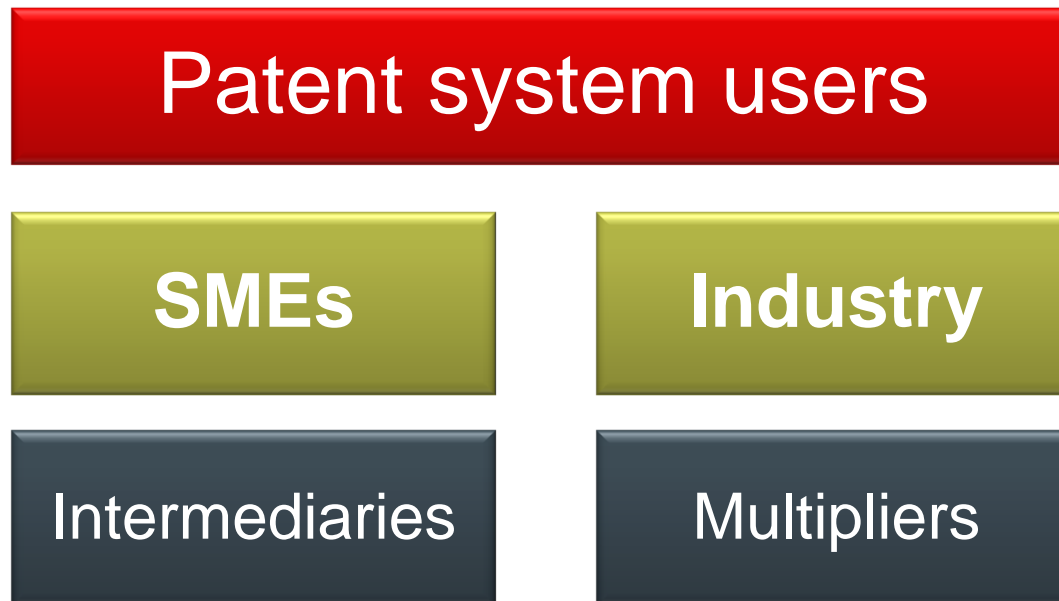 Patent system users
SMEs
Industry
Intermediaries
Multipliers